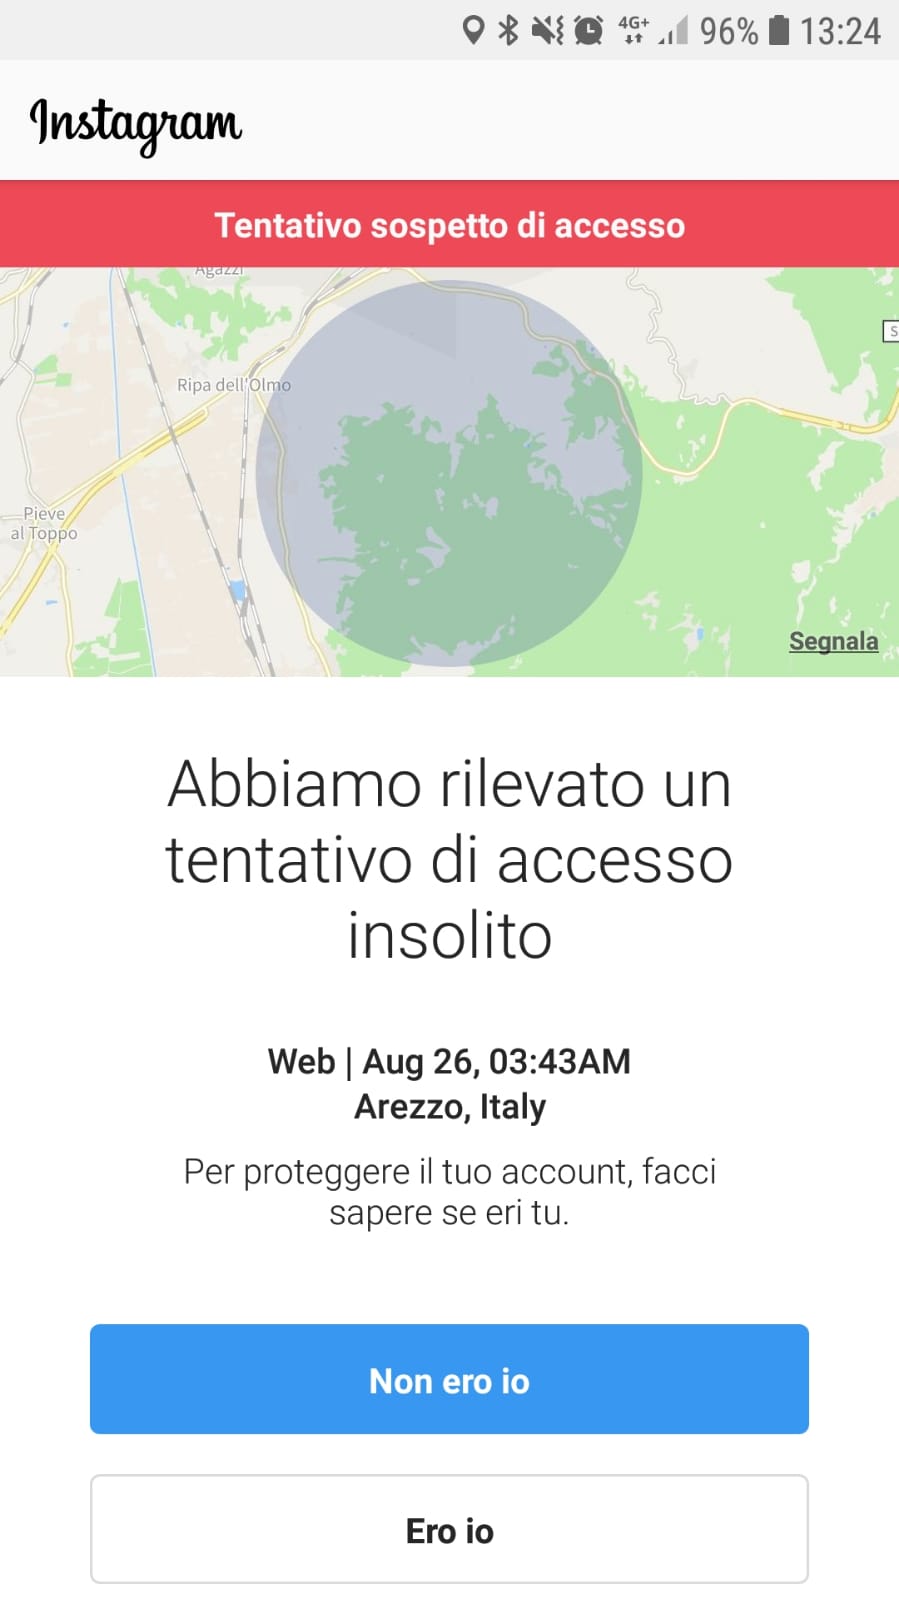 4G+ 96% 13:24
Instagram
Tentativo sospetto di accesso
Agazzi
Ripa dell'Olmo
S
Pieve
al Toppo
Segnala
Abbiamo rilevato un
tentativo di accesso
insolito
Web | Aug 26, 03:43AM
Arezzo, Italy
Per proteggere il tuo account, facci
sapere se eri tu.
Non ero io
Ero io